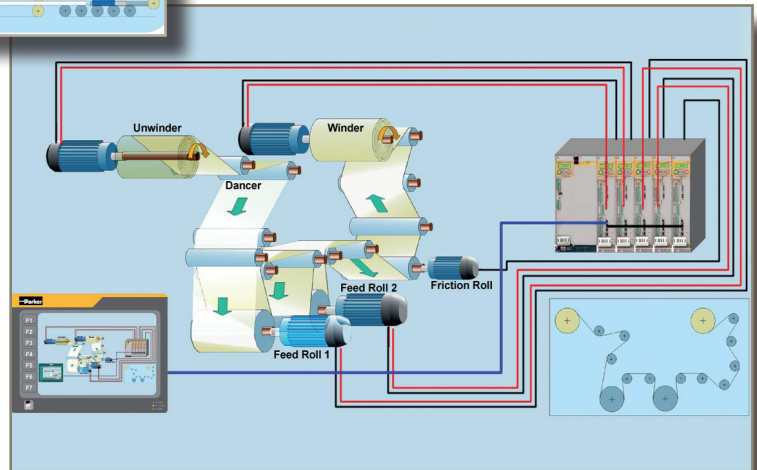 Unwinder
Winder
Dancer
Feed Roll 2
Friction Roll
Feed Roll 1
Parker
F1
F2
F3
F4
F5
F6
F7